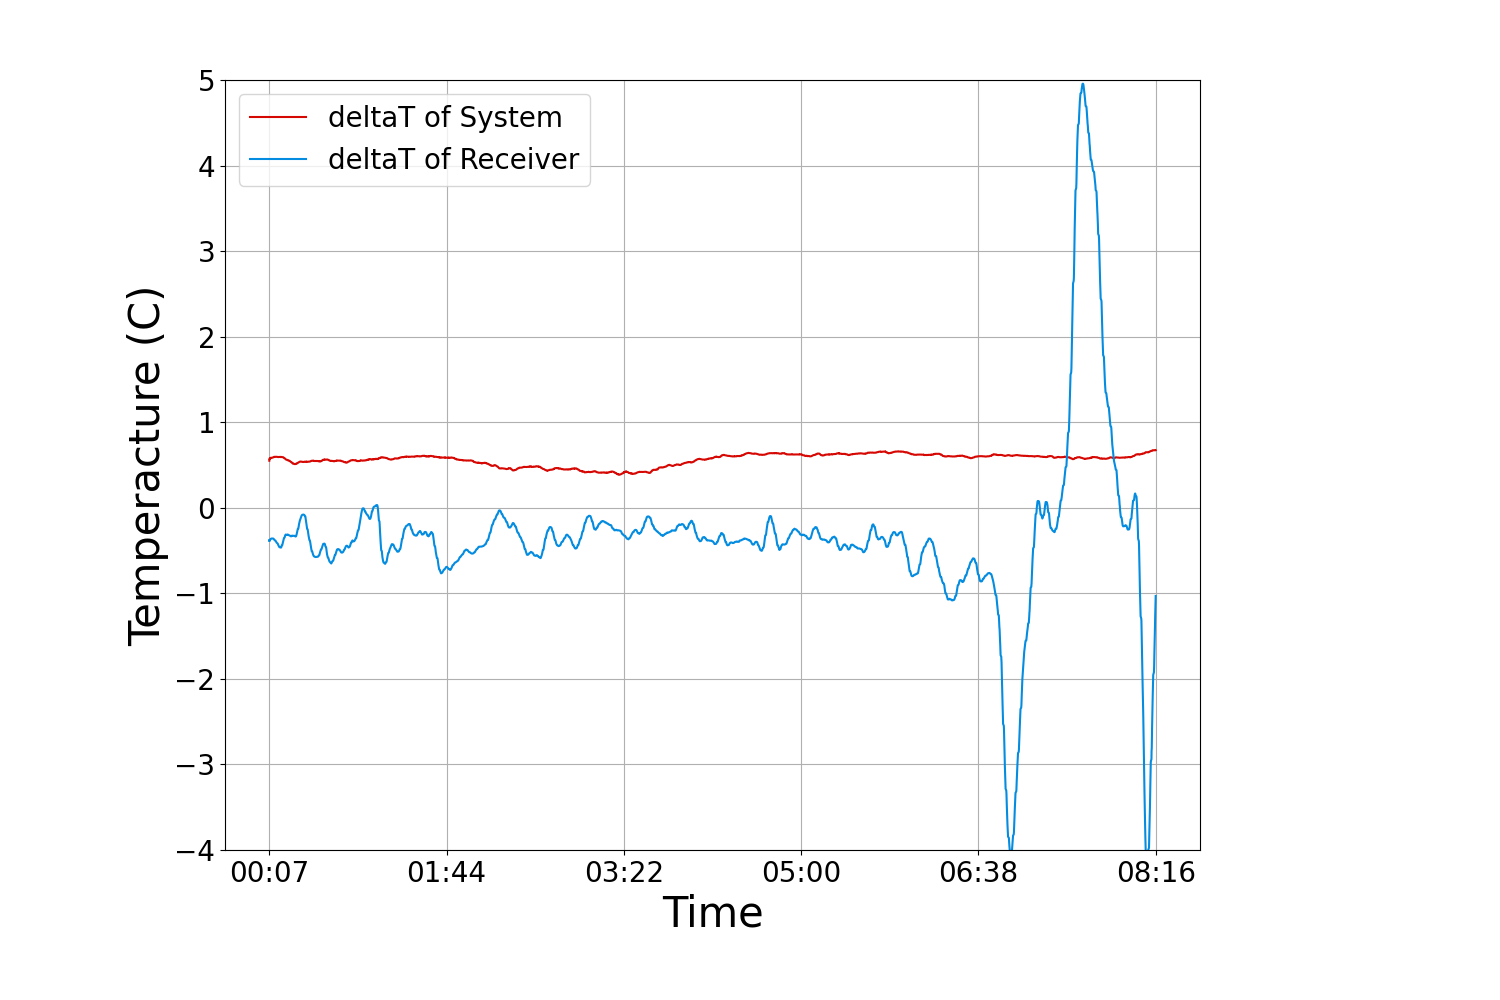 deltaT of System
deltaT of Receiver
5
4
3
2
1
0
−1
−2
−3
−4
Temperacture (C)
00:07 01:44 03:22 05:00 06:38 08:16
Time